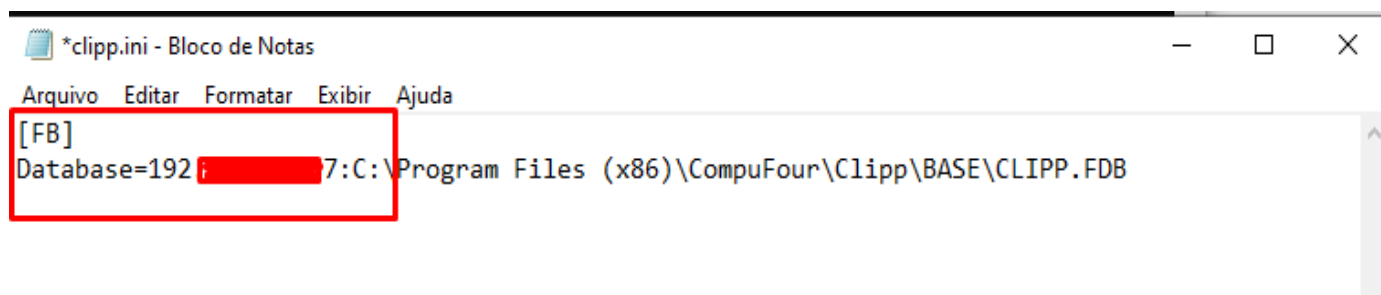 *clipp.ini - Bloco de Notas
Arquivo Editar Formatar Exibir Ajuda
[FB]
Database=192 7:C:\Program Files (x86)\CompuFour\Clipp\BASE\CLIPP.FDB